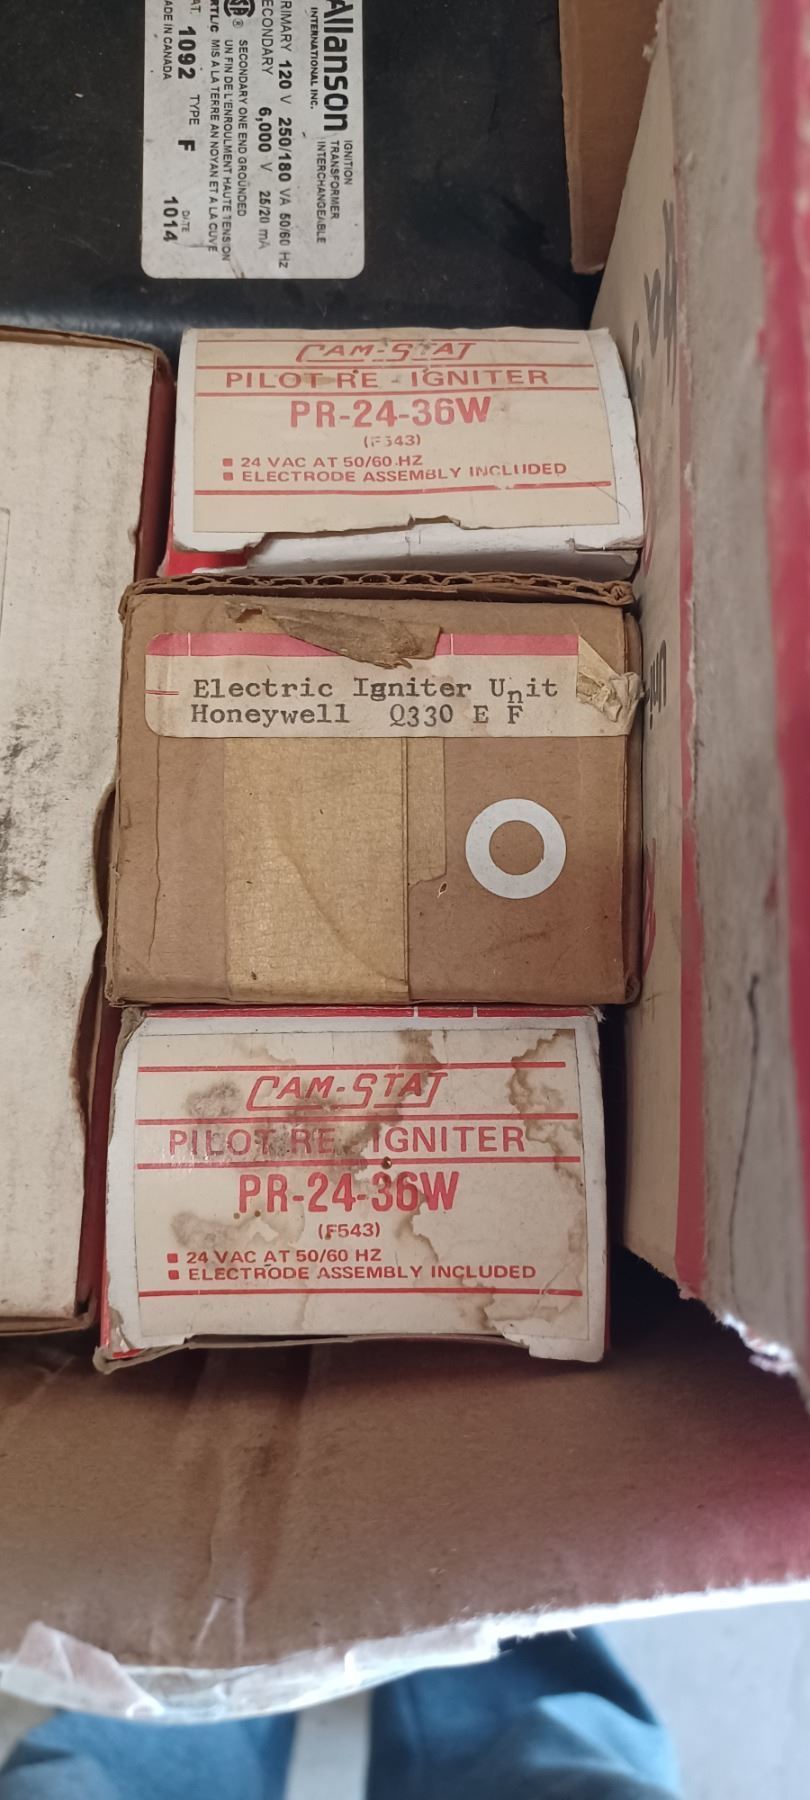 Allanson
INTERNATIONAL INC.
IGNITION
TRANSFORMER
INTERCHANGEABLE
PRIMARY 120 V 250/180 VA 50/60 Hz
SECONDARY 6,000 V 25/20 mA
SECONDARY ONE END GROUNDED
UN FIN DE L'ENROULMENT HAUTE TENSION
MIS A LA TERRE AN NOYAN ET A LA CUVE
1092 TYPE F
DATE
1014
MADE IN CANADA
CAM-STAT
PILOT RE-IGNITER
PR-24-36W
(F543)
24 VAC AT 50/60 HZ
ELECTRODE ASSEMBLY INCLUDED
Electric Igniter Unit
Honeywell Q330 E F
CAM-STAT
PILOT RE-IGNITER
PR-24-36W
(F543)
24 VAC AT 50/60 HZ
ELECTRODE ASSEMBLY INCLUDED